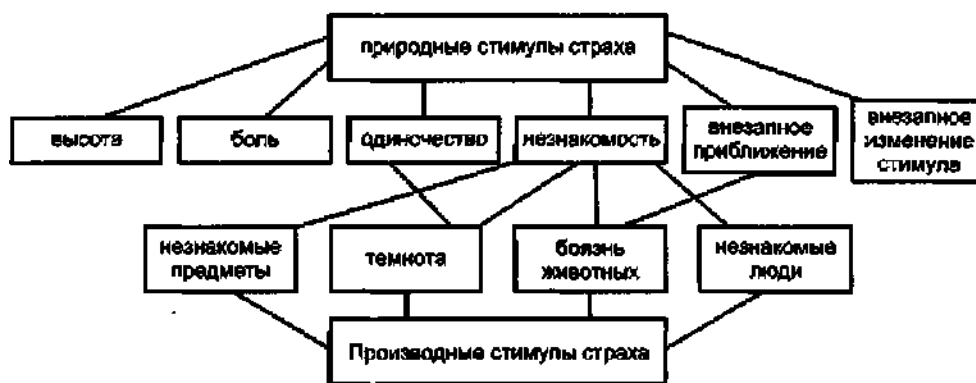 природные стимулы страха
высота
боль
одиночество
незнакомость
внезапное
приближение
внезапное
изменение
стимула
незнакомые
предметы
темнота
боязнь
животных
незнакомые
люди
Производные стимулы страха